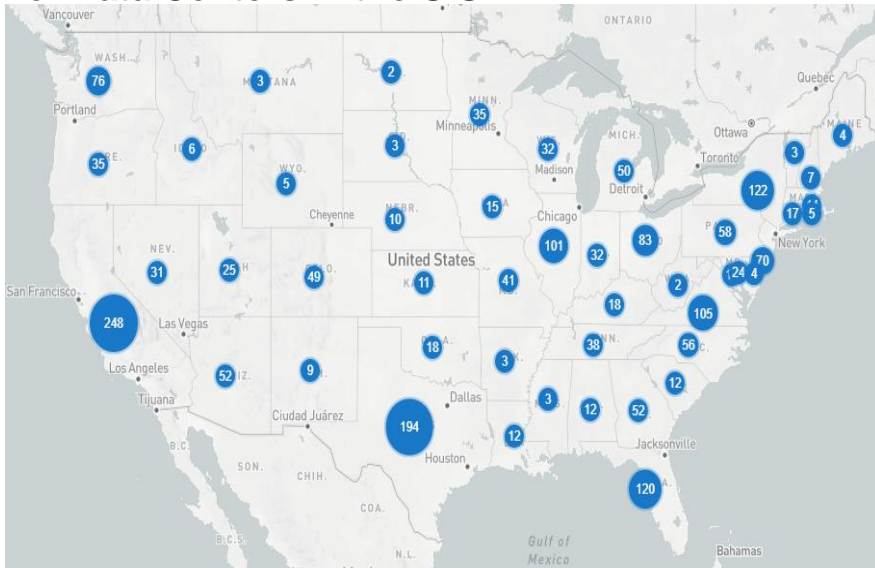 Vancouver
ONTARIO
WASH.
76
3
MONTANA
2
Quebec
Portland
MINN.
35
Minneapolis
Ottawa
MAINE
4
35
6
3
WIS.
32
MICH.
50
Toronto
3
Madison
Detroit
122
7
WYO.
5
15
Chicago
17
5
Cheyenne
NEBR.
10
101
32
83
58
New York
NEV.
31
25
49
United States
11
41
70
24
4
2
San Francisco
248
Las Vegas
18
105
18
38
56
Los Angeles
52
9
3
12
Tijuana
Ciudad Juárez
Dallas
3
12
52
194
12
Jacksonville
B.C.
SON.
CHIH.
Houston
120
COA.
B.C.S.
N.L.
Gulf of
Mexico
Bahamas